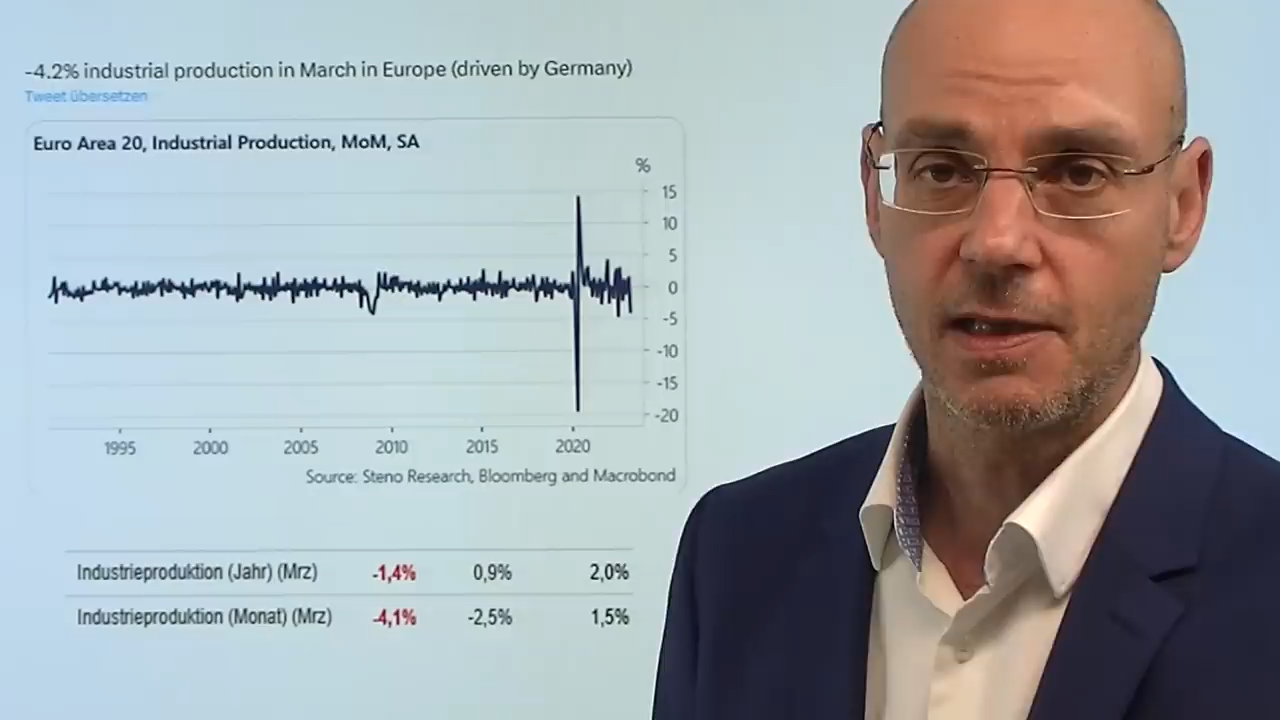 -4.2% industrial production in March in Europe (driven by Germany)
Tweet übersetzen
Euro Area 20, Industrial Production, MoM, SA
%
15
10
5
0
-5
-10
-15
-20
1995 2000 2005 2010 2015 2020
Source: Steno Research, Bloomberg and Macrobond
Industrieproduktion (Jahr) (Mrz) -1,4% 0,9% 2,0%
Industrieproduktion (Monat) (Mrz) -4,1% -2,5% 1,5%